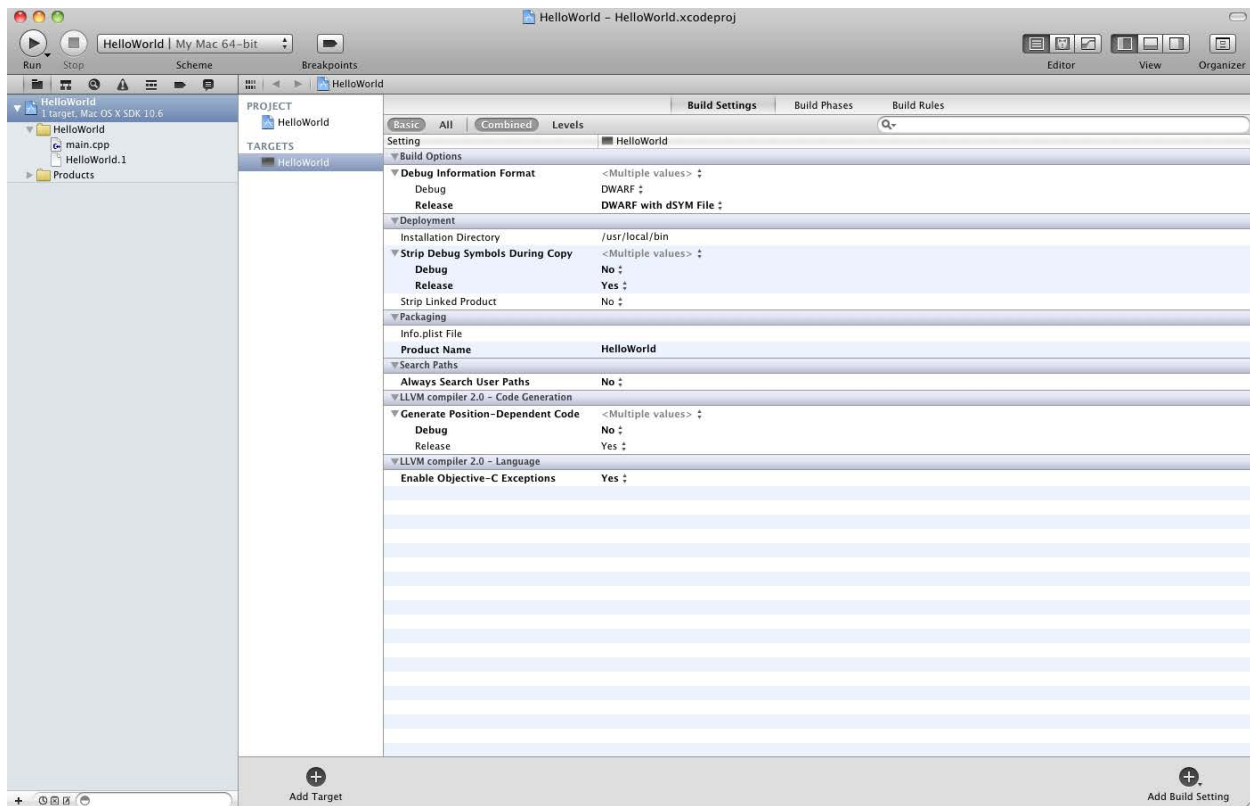 HelloWorld – HelloWorld.xcodeproj
HelloWorld | My Mac 64-bit
Run Stop Scheme Breakpoints Editor View Organizer
HelloWorld
HelloWorld
1 target, Mac OS X SDK 10.6
HelloWorld
main.cpp
HelloWorld.1
Products
PROJECT
HelloWorld
TARGETS
HelloWorld
Build Settings Build Phases Build Rules
Basic All Combined Levels
Setting HelloWorld
Build Options
Debug Information Format <Multiple values>
Debug DWARF
Release DWARF with dSYM File
Deployment
Installation Directory /usr/local/bin
Strip Debug Symbols During Copy <Multiple values>
Debug No
Release Yes
Strip Linked Product No
Packaging
Info.plist File
Product Name HelloWorld
Search Paths
Always Search User Paths No
LLVM compiler 2.0 – Code Generation
Generate Position-Dependent Code <Multiple values>
Debug No
Release Yes
LLVM compiler 2.0 – Language
Enable Objective-C Exceptions Yes
Add Target Add Build Setting